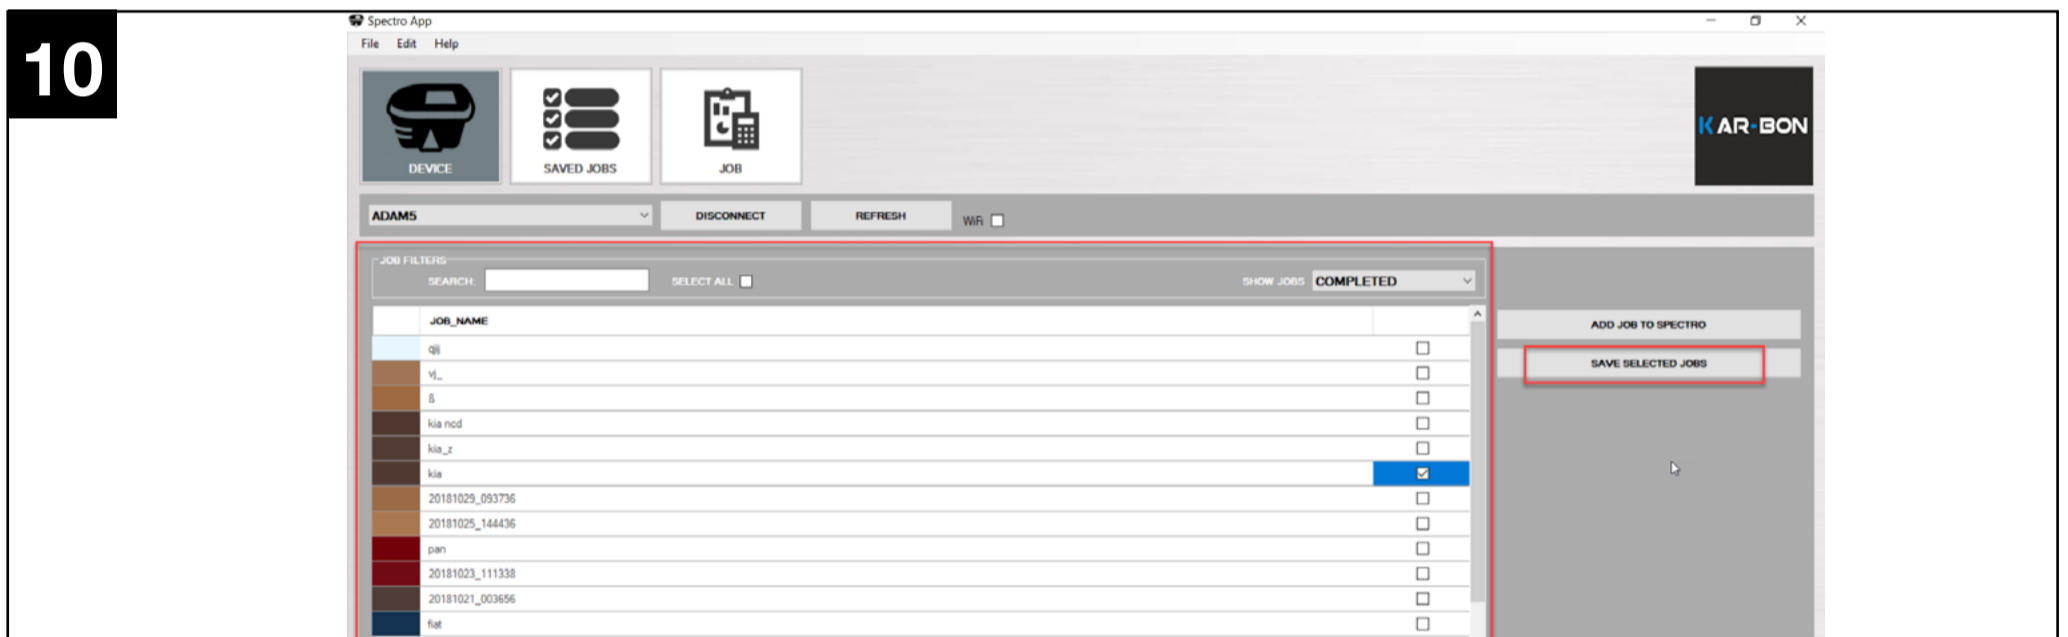 10
Spectro App
File Edit Help
DEVICE SAVED JOBS JOB
KAR-BON
ADAM5 DISCONNECT REFRESH WiFi
JOB FILTERS
SEARCH: SELECT ALL SHOW JOBS COMPLETED
JOB_NAME
ADD JOB TO SPECTRO
qjj
SAVE SELECTED JOBS
vj_
ß
kia ncd
kia_z
kia
20181029_093736
20181025_144436
pan
20181023_111338
20181021_003656
fiat